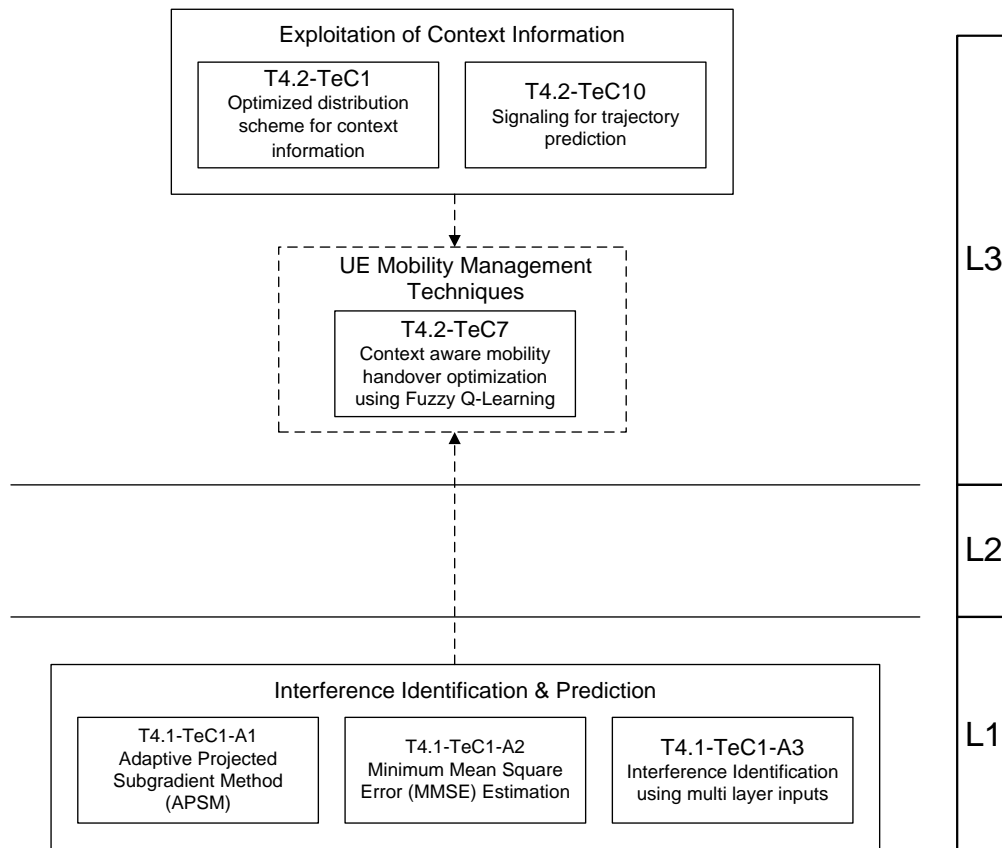 Exploitation of Context Information
T4.2-TeC1
Optimized distribution
scheme for context
information
T4.2-TeC10
Signaling for trajectory
prediction
UE Mobility Management
Techniques
T4.2-TeC7
Context aware mobility
handover optimization
using Fuzzy Q-Learning
L3
L2
Interference Identification & Prediction
T4.1-TeC1-A1
Adaptive Projected
Subgradient Method
(APSM)
T4.1-TeC1-A2
Minimum Mean Square
Error (MMSE) Estimation
T4.1-TeC1-A3
Interference Identification
using multi layer inputs
L1